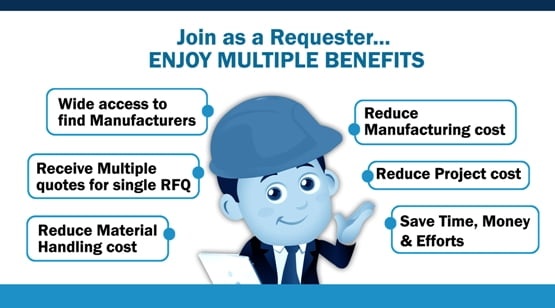 Join as a Requester...
ENJOY MULTIPLE BENEFITS
Wide access to
find Manufacturers
Receive Multiple
quotes for single RFQ
Reduce Material
Handling cost
Reduce
Manufacturing cost
Reduce Project cost
Save Time, Money
& Efforts